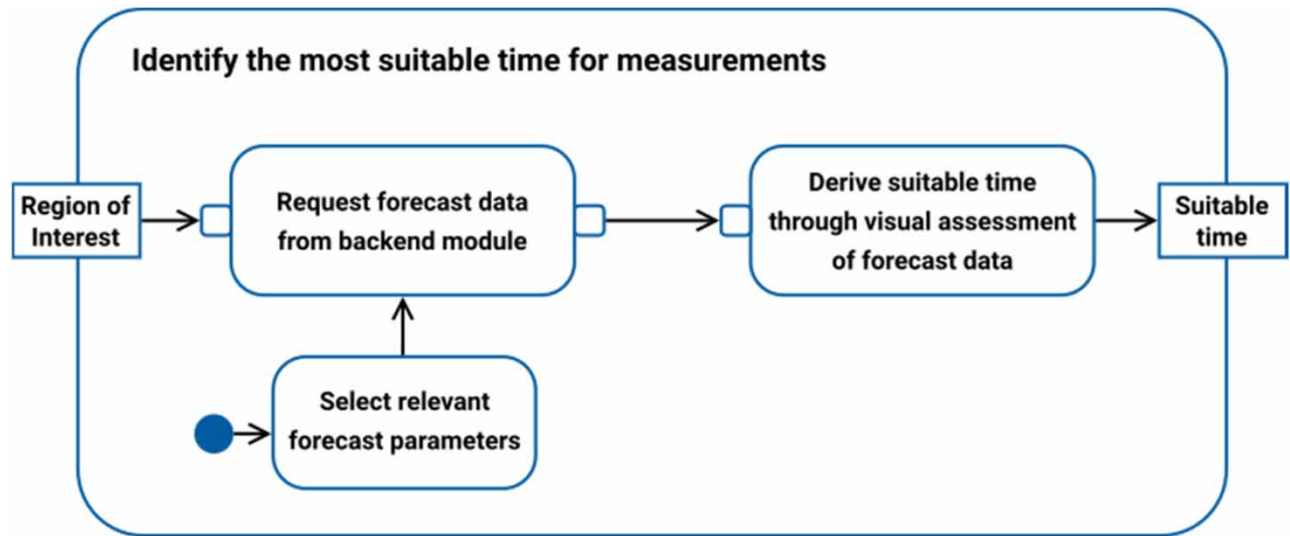 Identify the most suitable time for measurements
Region of
Interest
Request forecast data
from backend module
Derive suitable time
through visual assessment
of forecast data
Suitable
time
Select relevant
forecast parameters